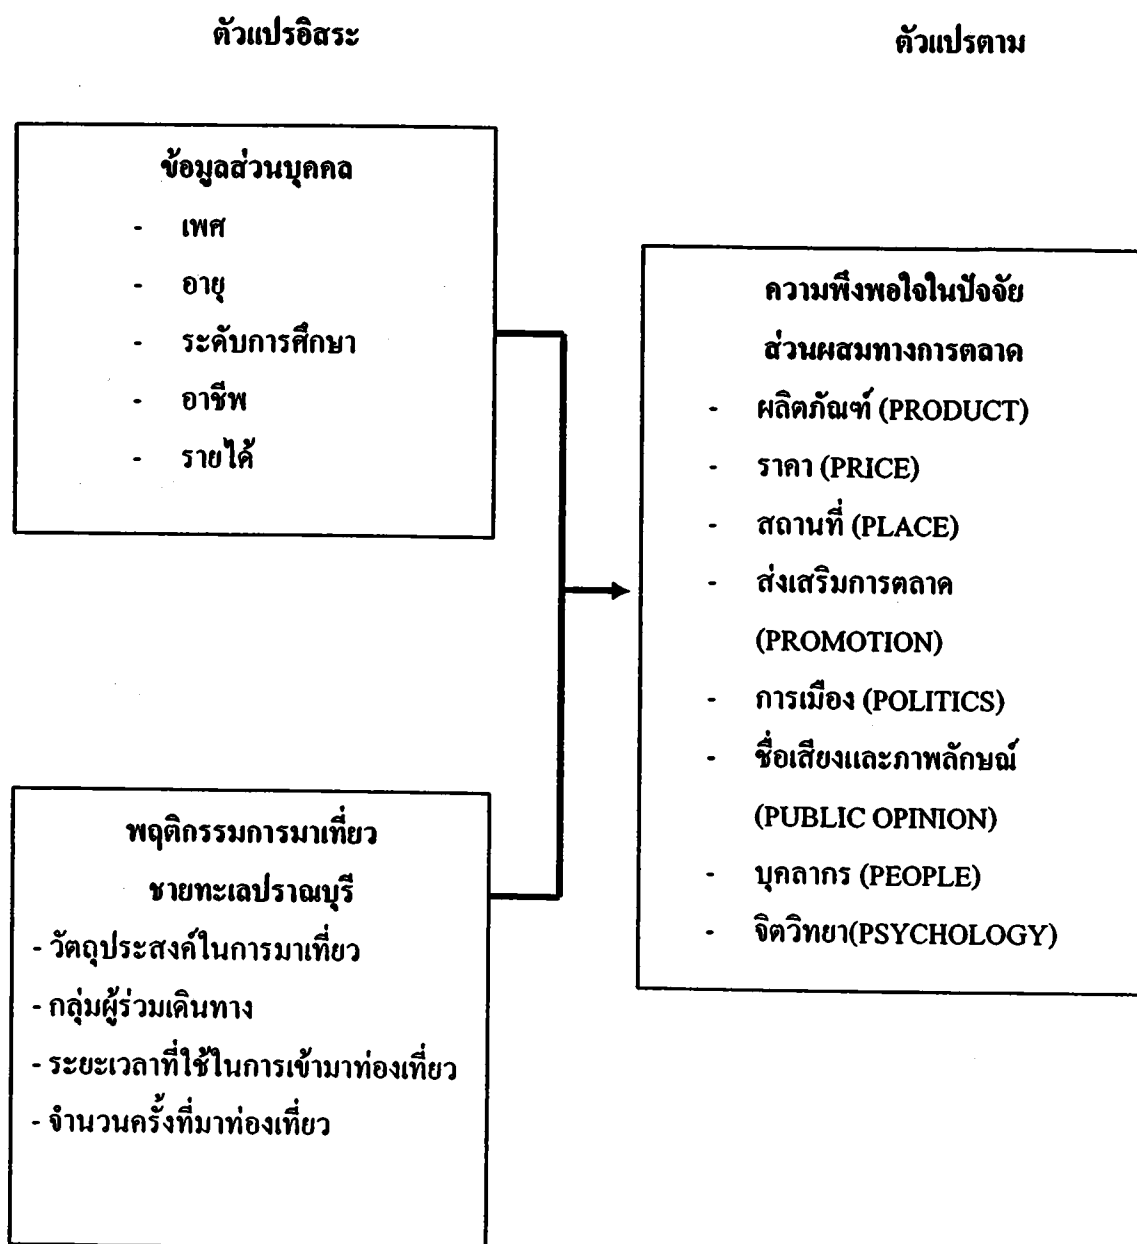 ตัวแปรอิสระ
ตัวแปรตาม
ข้อมูลส่วนบุคคล
- เพศ
- อายุ
- ระดับการศึกษา
- อาชีพ
- รายได้
พฤติกรรมการมาเที่ยว
ชายทะเลปราณบุรี
- วัตถุประสงค์ในการมาเที่ยว
- กลุ่มผู้ร่วมเดินทาง
- ระยะเวลาที่ใช้ในการเข้ามาท่องเที่ยว
- จำนวนครั้งที่มาท่องเที่ยว
ความพึงพอใจในปัจจัย
ส่วนผสมทางการตลาด
- ผลิตภัณฑ์ (PRODUCT)
- ราคา (PRICE)
- สถานที่ (PLACE)
- ส่งเสริมการตลาด
(PROMOTION)
- การเมือง (POLITICS)
- ชื่อเสียงและภาพลักษณ์
(PUBLIC OPINION)
- บุคลากร (PEOPLE)
- จิตวิทยา(PSYCHOLOGY)